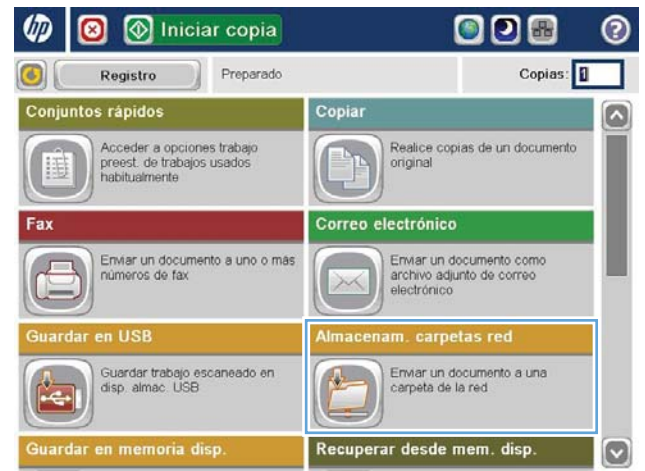 hp
Iniciar copia
?
Registro
Preparado
Copias: 1
Conjuntos rápidos
Acceder a opciones trabajo
preest. de trabajos usados
habitualmente
Copiar
Realice copias de un documento
original
Fax
Enviar un documento a uno o más
números de fax
Correo electrónico
Enviar un documento como
archivo adjunto de correo
electrónico
Guardar en USB
Guardar trabajo escaneado en
disp. almac. USB
Almacenam. carpetas red
Enviar un documento a una
carpeta de la red
Guardar en memoria disp.
Recuperar desde mem. disp.